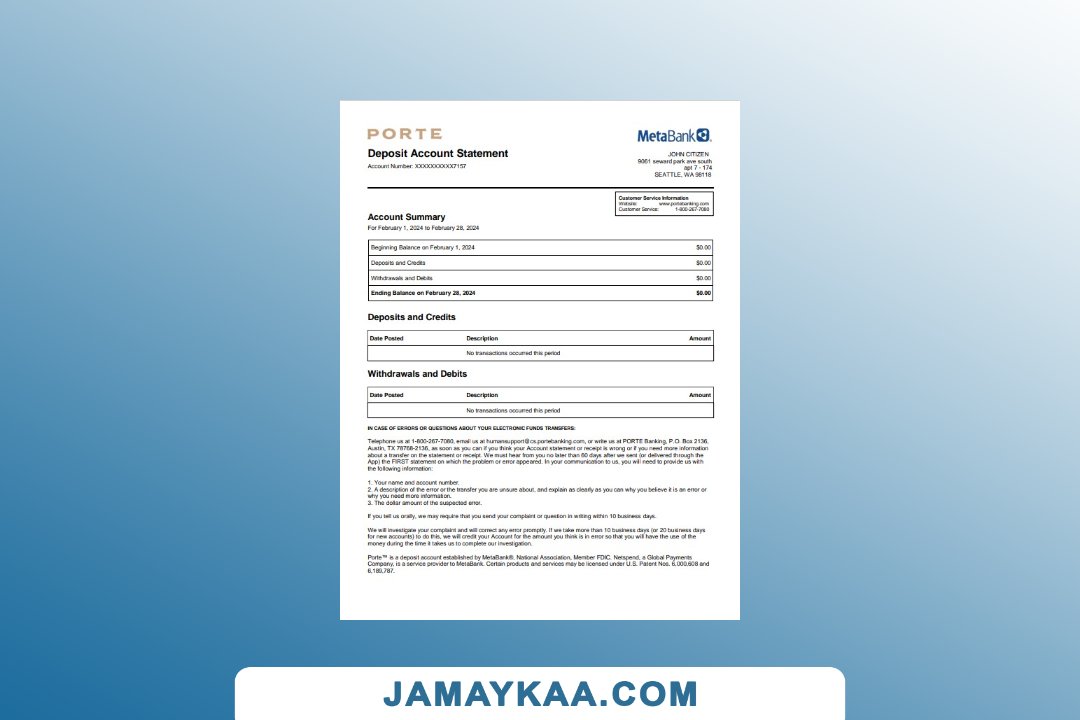 PORTE
MetaBank
Deposit Account Statement
Account Number: XXXXXXXXXX7157
JOHN CITIZEN
9061 seward park ave south
apt 7 - 174
SEATTLE, WA 98118
Customer Service Information
Website: www.portebanking.com
Customer Service: 1-800-267-7080
Account Summary
For February 1, 2024 to February 28, 2024
Beginning Balance on February 1, 2024 $0.00
Deposits and Credits $0.00
Withdrawals and Debits $0.00
Ending Balance on February 28, 2024 $0.00
Deposits and Credits
Date Posted Description Amount
No transactions occurred this period
Withdrawals and Debits
Date Posted Description Amount
No transactions occurred this period
IN CASE OF ERRORS OR QUESTIONS ABOUT YOUR ELECTRONIC FUNDS TRANSFERS:
Telephone us at 1-800-267-7080, email us at humansupport@cs.portebanking.com, or write us at PORTE Banking, P.O. Box 2136,
Austin, TX 78768-2136, as soon as you can if you think your Account statement or receipt is wrong or if you need more information
about a transfer on the statement or receipt. We must hear from you no later than 60 days after we sent (or delivered through the
App) the FIRST statement on which the problem or error appeared. In your communication to us, you will need to provide us with
the following information:
1. Your name and account number.
2. A description of the error or the transfer you are unsure about, and explain as clearly as you can why you believe it is an error or
why you need more information.
3. The dollar amount of the suspected error.
If you tell us orally, we may require that you send your complaint or question in writing within 10 business days.
We will investigate your complaint and will correct any error promptly. If we take more than 10 business days (or 20 business days
for new accounts) to do this, we will credit your Account for the amount you think is in error so that you will have the use of the
money during the time it takes us to complete our investigation.
Porte™ is a deposit account established by MetaBank®, National Association, Member FDIC. Netspend, a Global Payments
Company, is a service provider to MetaBank. Certain products and services may be licensed under U.S. Patent Nos. 6,000,608 and
6,189,787.
JAMAYKAA.COM